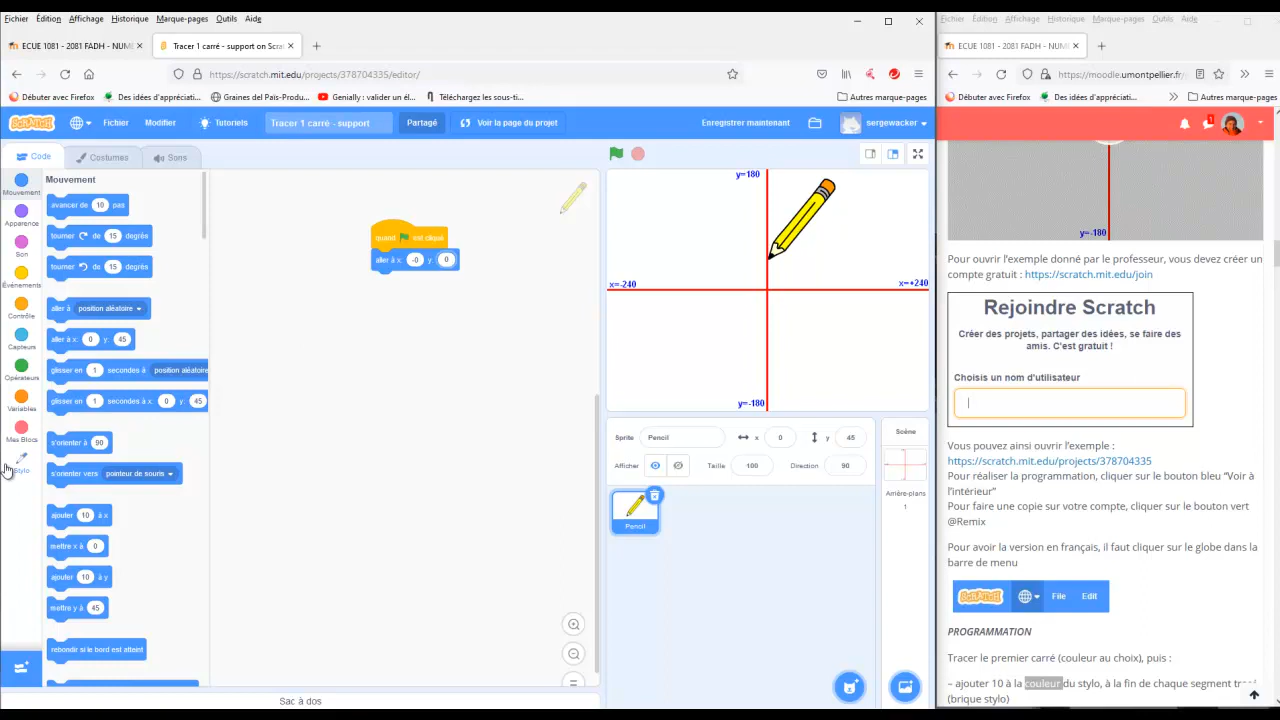 Fichier Édition Affichage Historique Marque-pages Outils Aide
ECUE 1081 - 2081 FADH - NUMÉ
Tracer 1 carré - support on Scra
https://scratch.mit.edu/projects/378704335/editor/
Débuter avec Firefox Des idées d'appréciati... Graines del País-Produ... Genially : valider un él... Téléchargez les sous-ti... Autres marque-pages
SCRATCH Fichier Modifier Tutoriels Tracer 1 carré - support Partagé Voir la page du projet Enregistrer maintenant sergewacker
Code Costumes Sons
Mouvement
Apparence
Son
Événements
Contrôle
Capteurs
Opérateurs
Variables
Mes Blocs
Stylo
Mouvement
avancer de 10 pas
tourner de 15 degrés
tourner de 15 degrés
aller à position aléatoire
aller à x: 0 y: 45
glisser en 1 secondes à position aléatoire
glisser en 1 secondes à x: 0 y: 45
s'orienter à 90
s'orienter vers pointeur de souris
ajouter 10 à x
mettre x à 0
ajouter 10 à y
mettre y à 45
rebondir si le bord est atteint
quand est cliqué
aller à x: -0 y: 0
Sac à dos
y=180
x=-240 x=+240
y=-180
Sprite Pencil x 0 y 45
Afficher Taille 100 Direction 90
Pencil
Scène
Arrière-plans
1
Fichier Édition Affichage Historique Marque-pages Outils Aide
ECUE 1081 - 2081 FADH - NUMÉ
https://moodle.umontpellier.fr/
Débuter avec Firefox Des idées d'appréciati... Autres marque-pages
1
y=-180
Pour ouvrir l'exemple donné par le professeur, vous devez créer un
compte gratuit : https://scratch.mit.edu/join
Rejoindre Scratch
Créer des projets, partager des idées, se faire des
amis. C'est gratuit !
Choisis un nom d'utilisateur
Vous pouvez ainsi ouvrir l'exemple :
https://scratch.mit.edu/projects/378704335
Pour réaliser la programmation, cliquer sur le bouton bleu "Voir à
l'intérieur"
Pour faire une copie sur votre compte, cliquer sur le bouton vert
@Remix
Pour avoir la version en français, il faut cliquer sur le globe dans la
barre de menu
SCRATCH File Edit
PROGRAMMATION
Tracer le premier carré (couleur au choix), puis :
– ajouter 10 à la couleur du stylo, à la fin de chaque segment
(brique stylo)